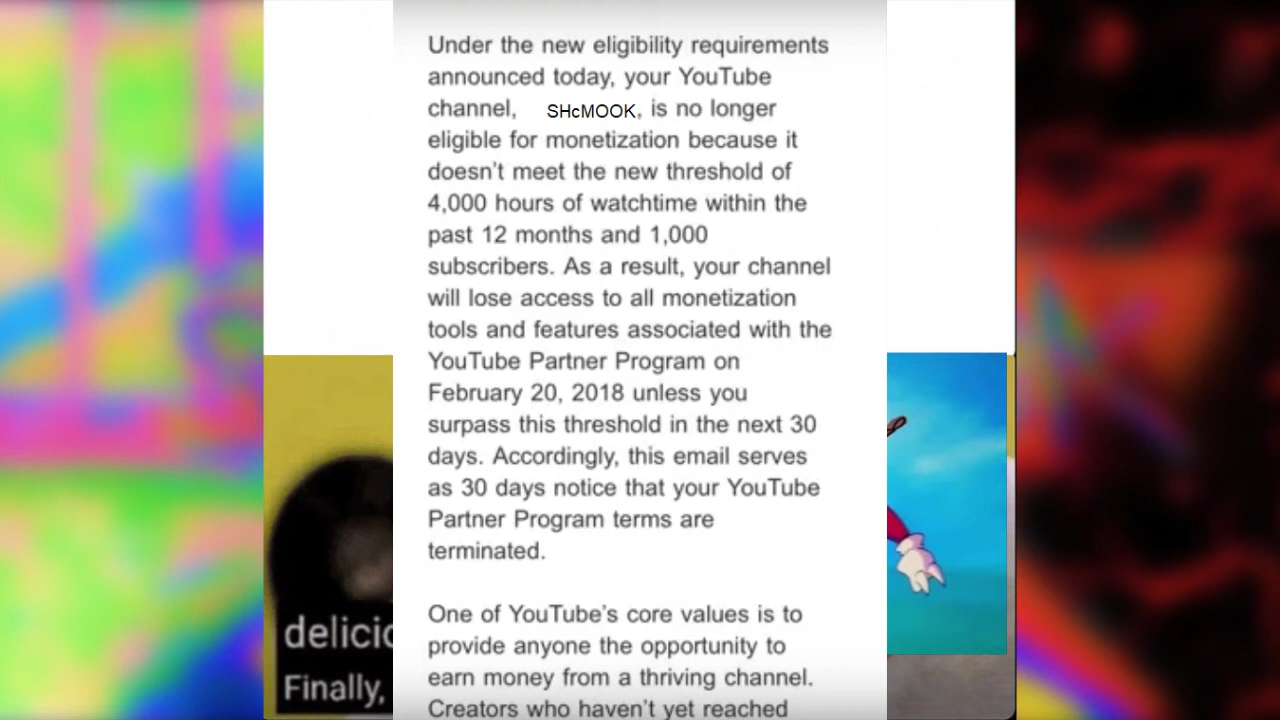 Under the new eligibility requirements
announced today, your YouTube
channel, SHcMOOK, is no longer
eligible for monetization because it
doesn't meet the new threshold of
4,000 hours of watchtime within the
past 12 months and 1,000
subscribers. As a result, your channel
will lose access to all monetization
tools and features associated with the
YouTube Partner Program on
February 20, 2018 unless you
surpass this threshold in the next 30
days. Accordingly, this email serves
as 30 days notice that your YouTube
Partner Program terms are
terminated.
One of YouTube's core values is to
provide anyone the opportunity to
earn money from a thriving channel.
Creators who haven't yet reached
Finally,